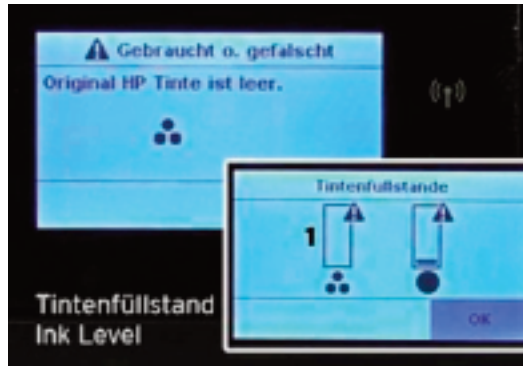 Gebraucht o. gefalscht
Original HP Tinte ist leer.
Tintenfullstande
1
OK
Tintenfüllstand
Ink Level